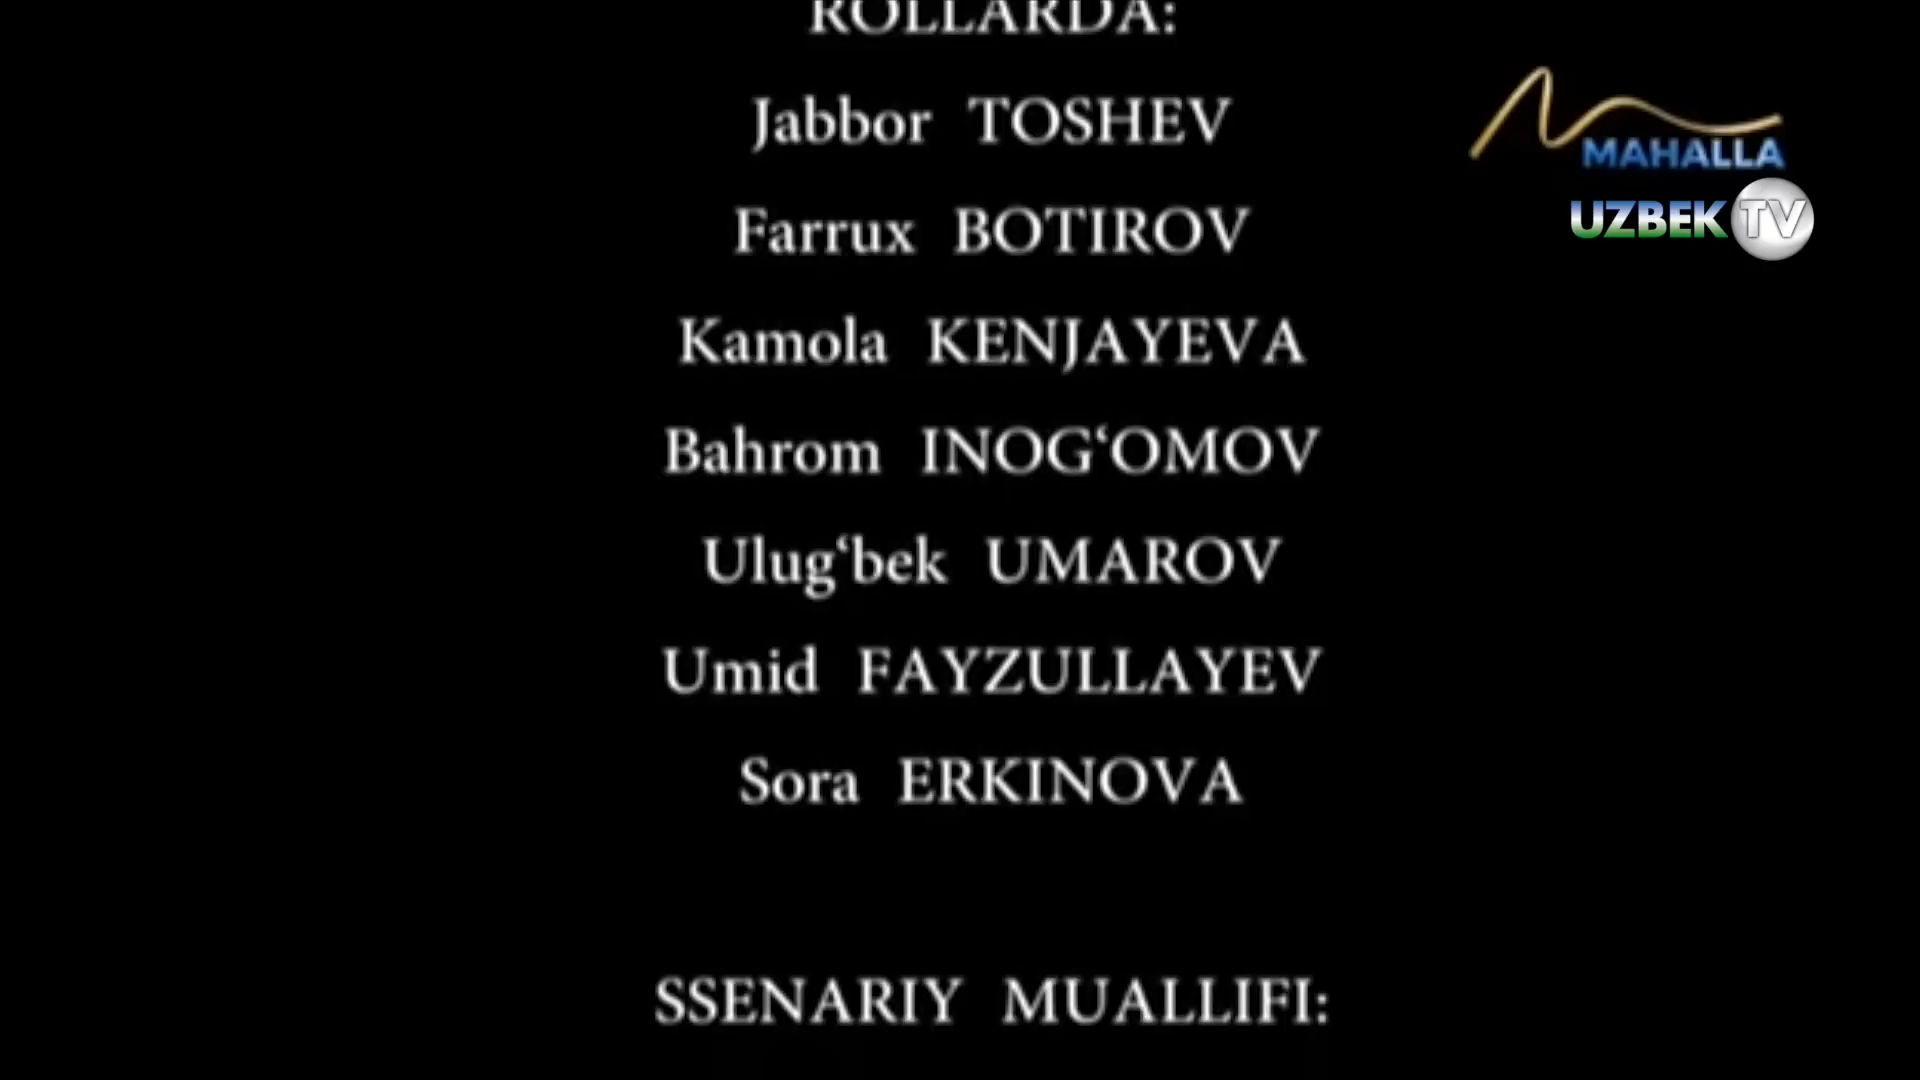 ROLLARDA:
Jabbor TOSHEV
Farrux BOTIROV
Kamola KENJAYEVA
Bahrom INOG‘OMOV
Ulug‘bek UMAROV
Umid FAYZULLAYEV
Sora ERKINOVA
SSENARIY MUALLIFI:
MAHALLA
UZBEK TV